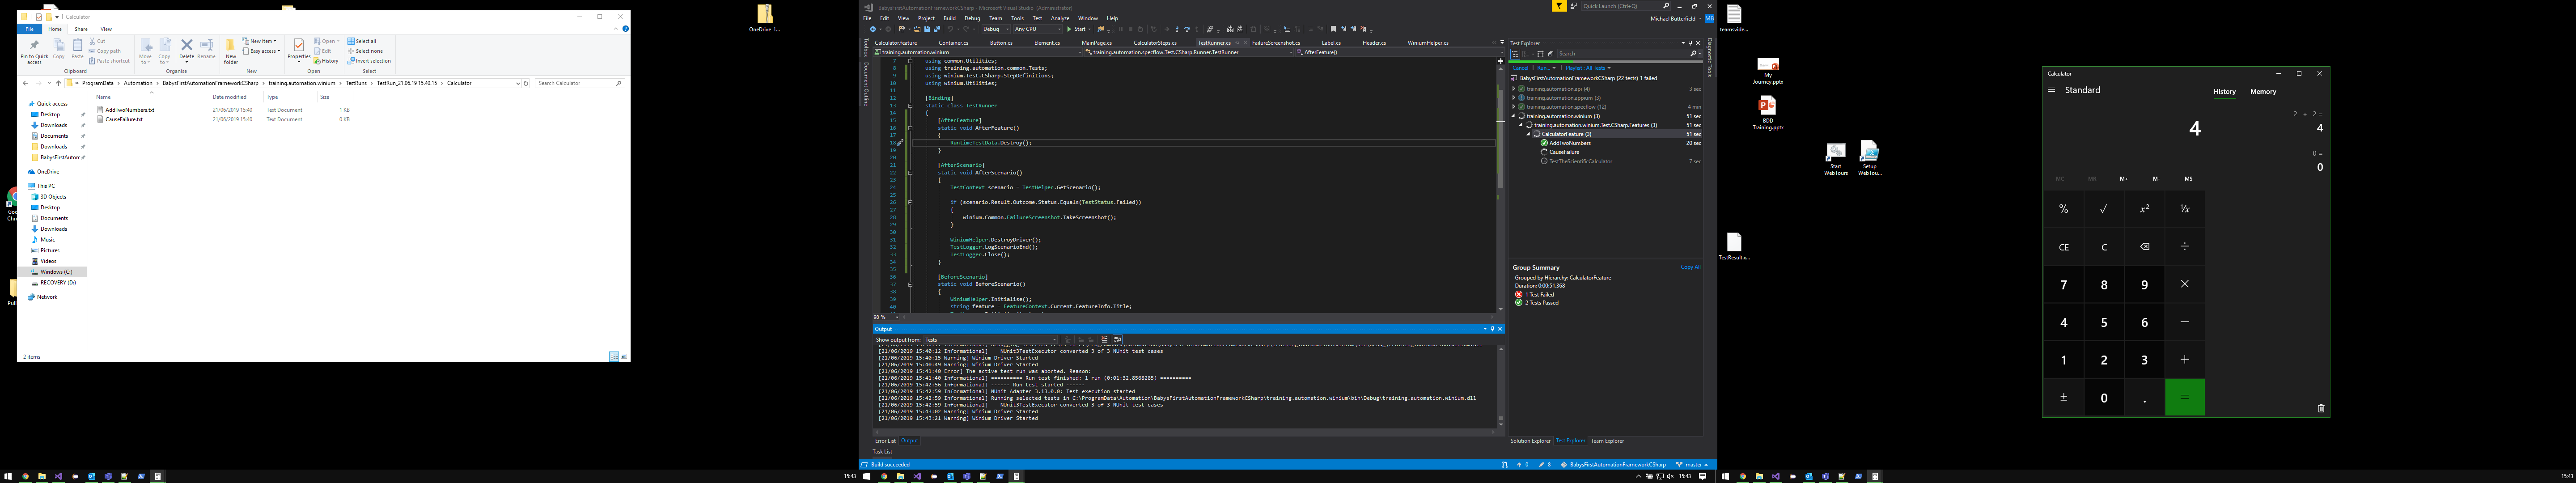 Calculator
File
Home
Share
View
Pin to Quick access
Copy
Paste
Cut
Copy path
Paste shortcut
Clipboard
Move to
Copy to
Delete
Rename
Organise
New folder
New item
Easy access
New
Properties
Open
Edit
History
Open
Select all
Select none
Invert selection
Select
ProgramData > Automation > BabysFirstAutomationFrameworkCSharp > training.automation.winium > TestRuns > TestRun_21.06.19 15.40.15 > Calculator
Search Calculator
Name Date modified Type Size
AddTwoNumbers.txt 21/06/2019 15:40 Text Document 1 KB
CauseFailure.txt 21/06/2019 15:40 Text Document 0 KB
Quick access
Desktop
Downloads
Documents
Downloads
BabysFirstAuton
OneDrive
This PC
3D Objects
Desktop
Documents
Downloads
Music
Pictures
Videos
Windows (C:)
RECOVERY (D:)
Network
2 items
OneDrive_1...
15:43
BabysFirstAutomationFrameworkCSharp - Microsoft Visual Studio (Administrator)
Quick Launch (Ctrl+Q)
File Edit View Project Build Debug Team Tools Test Analyze Window Help
Michael Butterfield MB
Debug Any CPU Start
Toolbox
Document Outline
Calculator.feature Container.cs Button.cs Element.cs MainPage.cs CalculatorSteps.cs TestRunner.cs FailureScreenshot.cs Label.cs Header.cs WiniumHelper.cs
training.automation.winium training.automation.specflow.Test.CSharp.Runner.TestRunner AfterFeature()
7 using common.Utilities;
8 using training.automation.common.Tests;
9 using winium.Test.CSharp.StepDefinitions;
10 using winium.Utilities;
11
12 [Binding]
13 static class TestRunner
14 {
15 [AfterFeature]
16 static void AfterFeature()
17 {
18 RuntimeTestData.Destroy();
19 }
20
21 [AfterScenario]
22 static void AfterScenario()
23 {
24 TestContext scenario = TestHelper.GetScenario();
25
26 if (scenario.Result.Outcome.Status.Equals(TestStatus.Failed))
27 {
28 winium.Common.FailureScreenshot.TakeScreenshot();
29 }
30
31 WiniumHelper.DestroyDriver();
32 TestLogger.LogScenarioEnd();
33 TestLogger.Close();
34 }
35
36 [BeforeScenario]
37 static void BeforeScenario()
38 {
39 WiniumHelper.Initialise();
40 string feature = FeatureContext.Current.FeatureInfo.Title;
98 %
Output
Show output from: Tests
[21/06/2019 15:40:12 Informational] NUnit3TestExecutor converted 3 of 3 NUnit test cases
[21/06/2019 15:40:15 Warning] Winium Driver Started
[21/06/2019 15:40:49 Warning] Winium Driver Started
[21/06/2019 15:41:40 Error] The active test run was aborted. Reason:
[21/06/2019 15:41:40 Informational] ========== Run test finished: 1 run (0:01:32.8568285) ==========
[21/06/2019 15:42:56 Informational] ------ Run test started ------
[21/06/2019 15:42:59 Informational] NUnit Adapter 3.13.0.0: Test execution started
[21/06/2019 15:42:59 Informational] Running selected tests in C:\ProgramData\Automation\BabysFirstAutomationFrameworkCSharp\training.automation.winium\bin\Debug\training.automation.winium.dll
[21/06/2019 15:42:59 Informational] NUnit3TestExecutor converted 3 of 3 NUnit test cases
[21/06/2019 15:43:02 Warning] Winium Driver Started
[21/06/2019 15:43:21 Warning] Winium Driver Started
Error List Output
Task List
Build succeeded
0 8 BabysFirstAutomationFrameworkCSharp master
15:43
Test Explorer
Search
Cancel Run... Playlist : All Tests
BabysFirstAutomationFrameworkCSharp (22 tests) 1 failed
training.automation.api (4) 3 sec
training.automation.appium (3)
training.automation.specflow (12) 4 min
training.automation.winium (3) 51 sec
training.automation.winium.Test.CSharp.Features (3) 51 sec
CalculatorFeature (3) 51 sec
AddTwoNumbers 20 sec
CauseFailure
TestTheScientificCalculator 7 sec
Group Summary
Copy All
Grouped by Hierarchy: CalculatorFeature
Duration: 0:00:51.368
1 Test Failed
2 Tests Passed
Solution Explorer Test Explorer Team Explorer
Diagnostic Tools
teamsviewer...
My Journey.pptx
BDD Training.pptx
Start WebTours
Setup WebTou...
TestResult.x...
Calculator
Standard
History Memory
4
2 + 2 =
4
0 =
0
MC MR M+ M- MS
% √ x² ¹/x
CE C ⌫ ÷
7 8 9 ×
4 5 6 −
1 2 3 +
± 0 . =
15:43